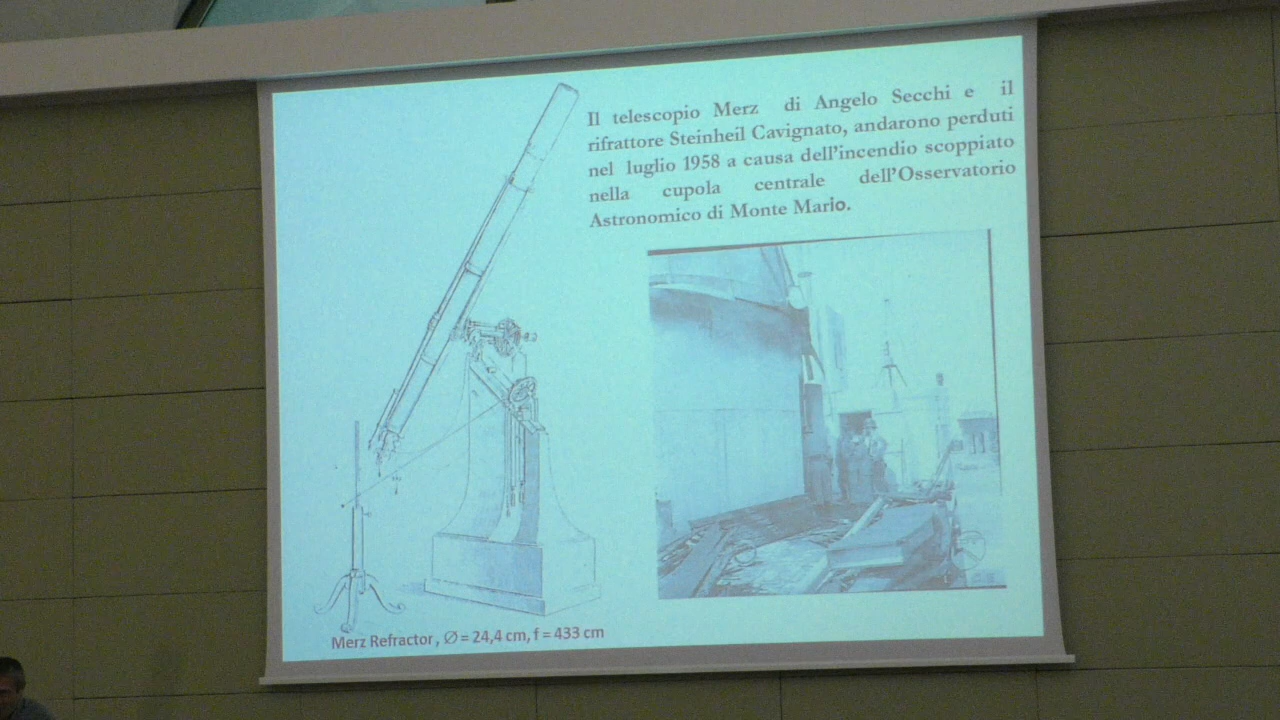 Il telescopio Merz di Angelo Secchi e il
rifrattore Steinheil Cavignato, andarono perduti
nel luglio 1958 a causa dell'incendio scoppiato
nella cupola centrale dell'Osservatorio
Astronomico di Monte Mario.
Merz Refractor, Ø = 24,4 cm, f = 433 cm